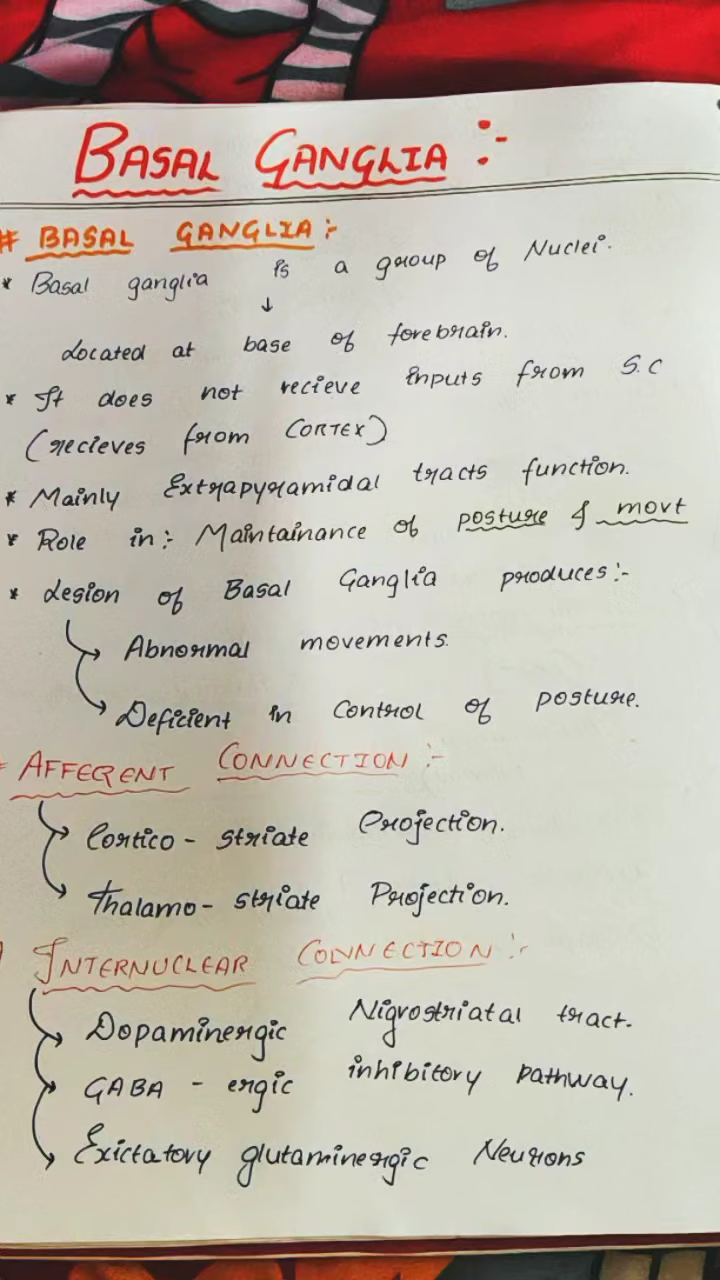 BASAL GANGLIA :-
# BASAL GANGLIA :-
* Basal ganglia is a group of Nuclei.
↓
Located at base of forebrain.
* It does not recieve inputs from S.C
(recieves from CORTEX)
* Mainly Extrapyramidal tracts function.
* Role in :- Maintainance of posture & movt
* Lesion of Basal Ganglia produces :-
Abnormal movements.
Deficient in control of posture.
# AFFERENT CONNECTION :-
Cortico - striate Projection.
Thalamo - striate Projection.
INTERNUCLEAR CONNECTION :-
Dopaminergic Nigrostriatal tract.
GABA - ergic inhibitory pathway.
Exictatory glutaminergic Neurons